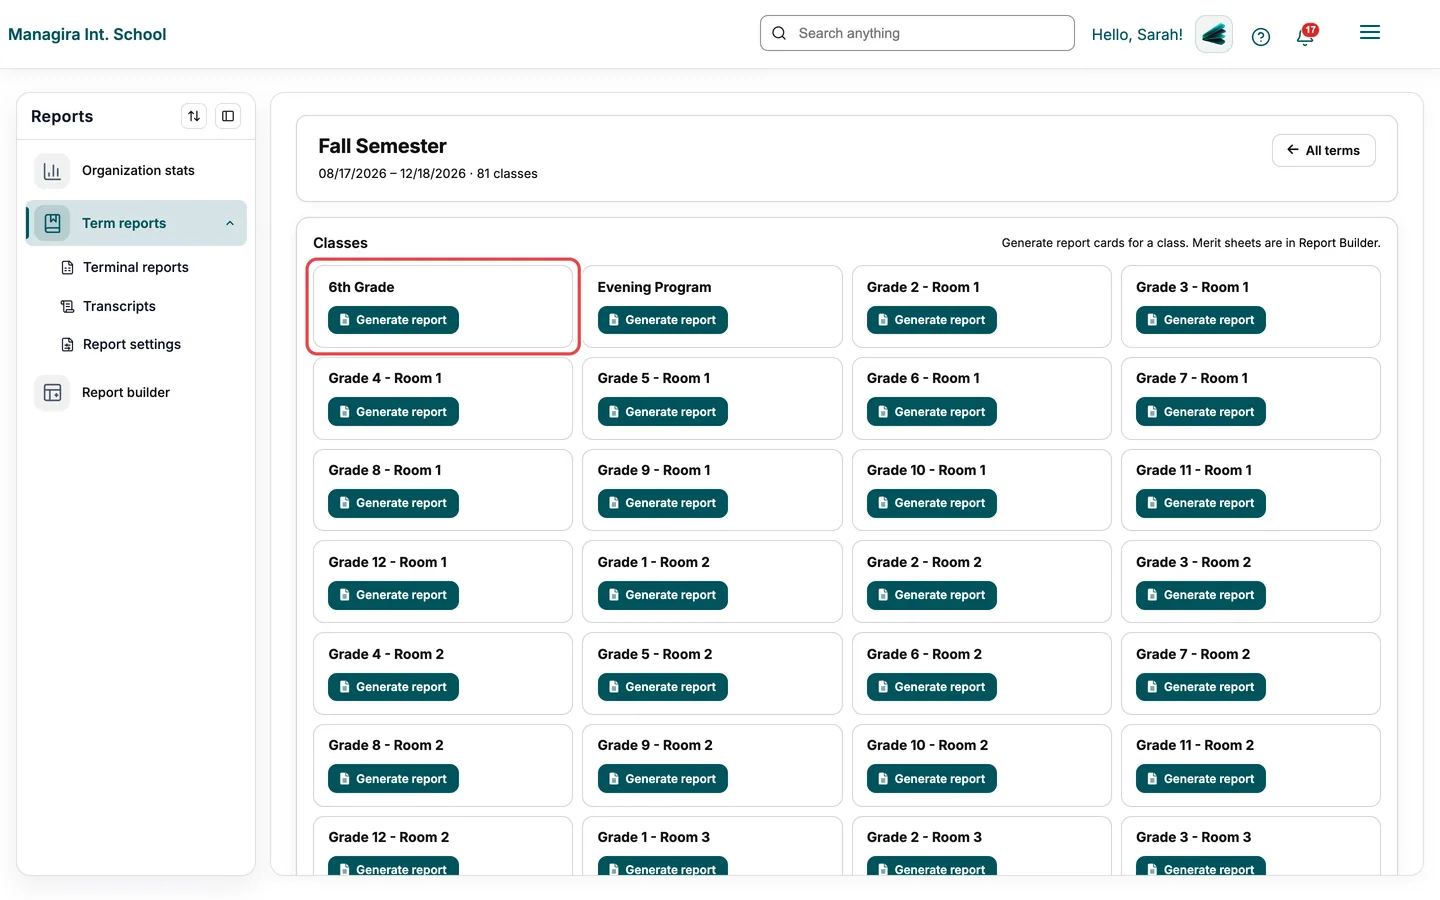 Managira Int. School
Search anything
Hello, Sarah!
17
Reports
Organization stats
Term reports
Terminal reports
Transcripts
Report settings
Report builder
Fall Semester
08/17/2026 – 12/18/2026 · 81 classes
All terms
Classes
Generate report cards for a class. Merit sheets are in Report Builder.
6th Grade
Generate report
Evening Program
Generate report
Grade 2 - Room 1
Generate report
Grade 3 - Room 1
Generate report
Grade 4 - Room 1
Generate report
Grade 5 - Room 1
Generate report
Grade 6 - Room 1
Generate report
Grade 7 - Room 1
Generate report
Grade 8 - Room 1
Generate report
Grade 9 - Room 1
Generate report
Grade 10 - Room 1
Generate report
Grade 11 - Room 1
Generate report
Grade 12 - Room 1
Generate report
Grade 1 - Room 2
Generate report
Grade 2 - Room 2
Generate report
Grade 3 - Room 2
Generate report
Grade 4 - Room 2
Generate report
Grade 5 - Room 2
Generate report
Grade 6 - Room 2
Generate report
Grade 7 - Room 2
Generate report
Grade 8 - Room 2
Generate report
Grade 9 - Room 2
Generate report
Grade 10 - Room 2
Generate report
Grade 11 - Room 2
Generate report
Grade 12 - Room 2
Generate report
Grade 1 - Room 3
Generate report
Grade 2 - Room 3
Generate report
Grade 3 - Room 3
Generate report